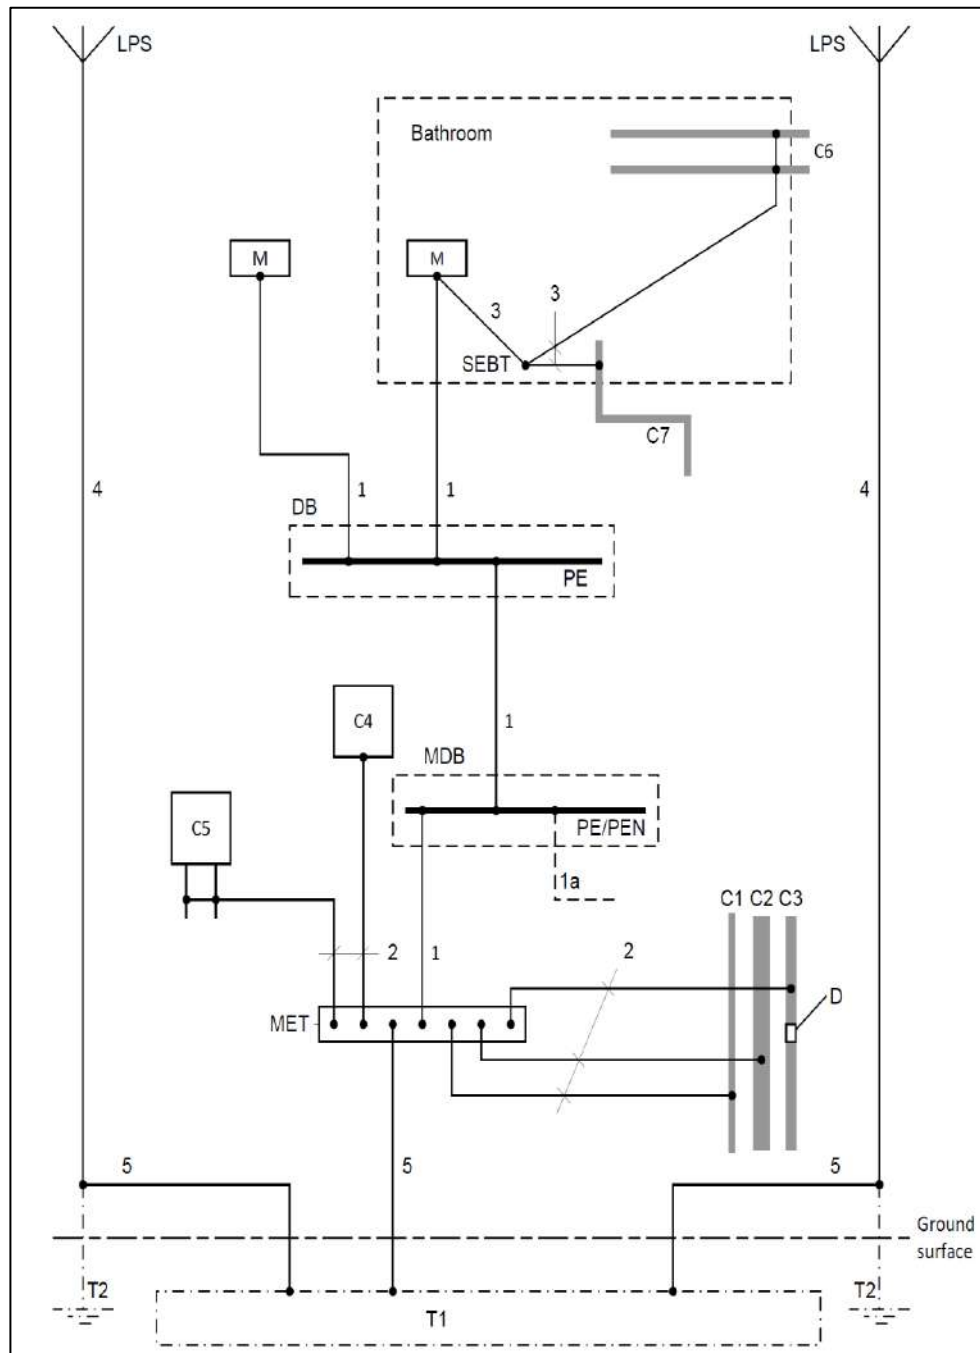 LPS
LPS
Bathroom
C6
M
M
3
3
SEBT
C7
4
1
1
4
DB
PE
C4
1
MDB
C5
PE/PEN
1a
C1 C2 C3
2
1
2
D
MET
5
5
5
Ground
surface
T2
T2
T1